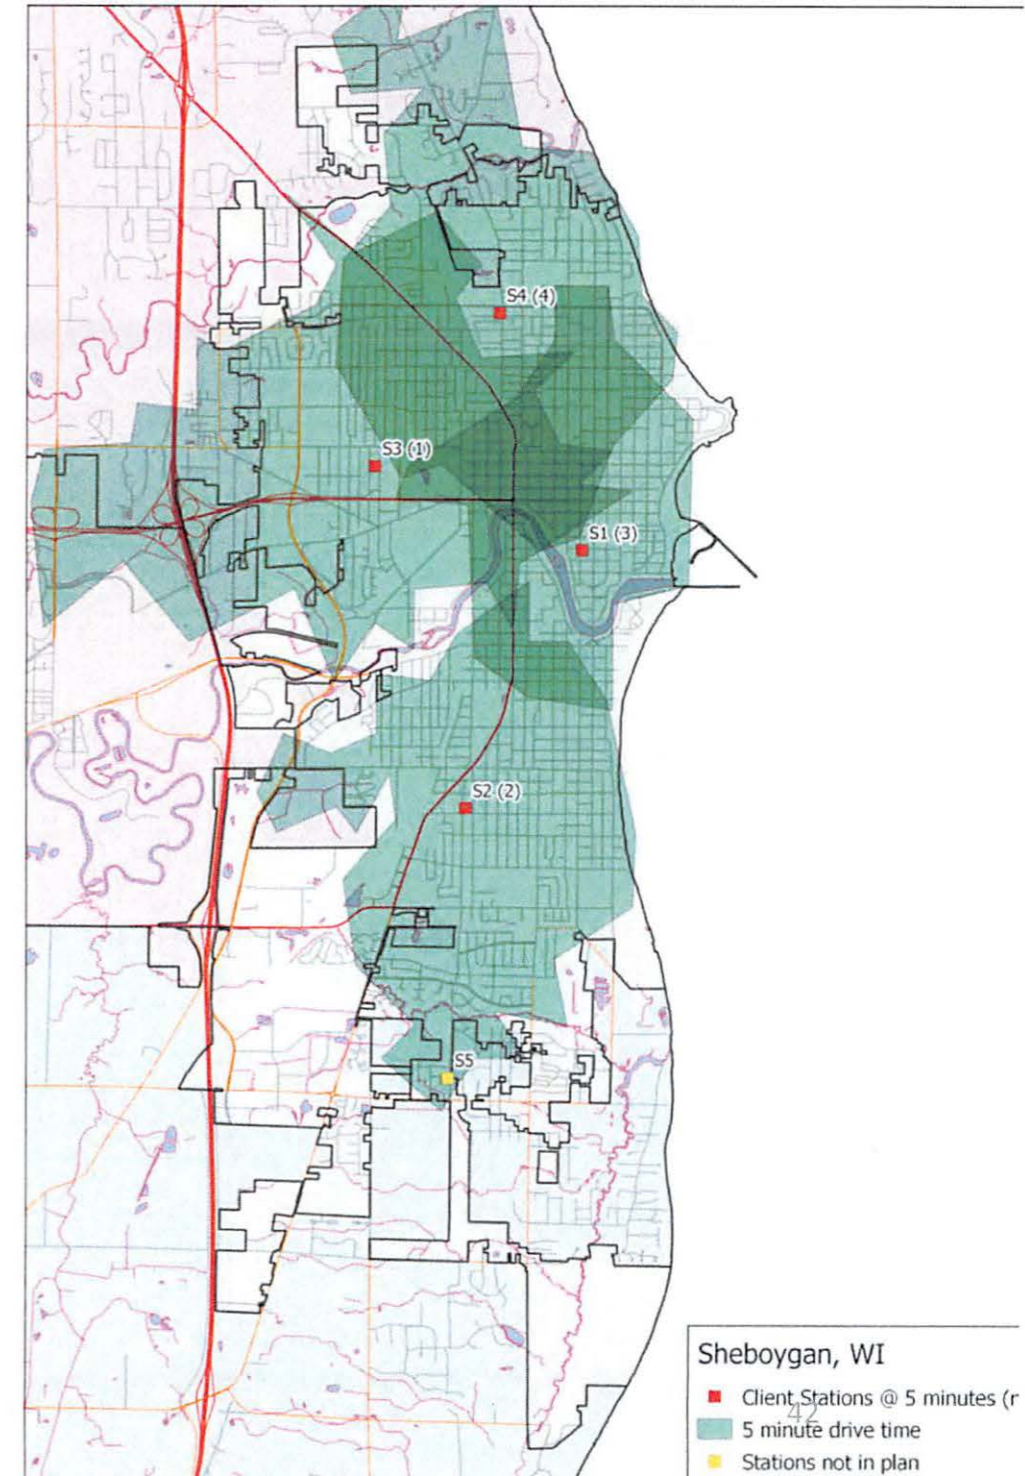 S4 (4)
S3 (1)
S1 (3)
S2 (2)
S5
Sheboygan, WI
Client Stations @ 5 minutes (r
42
5 minute drive time
Stations not in plan